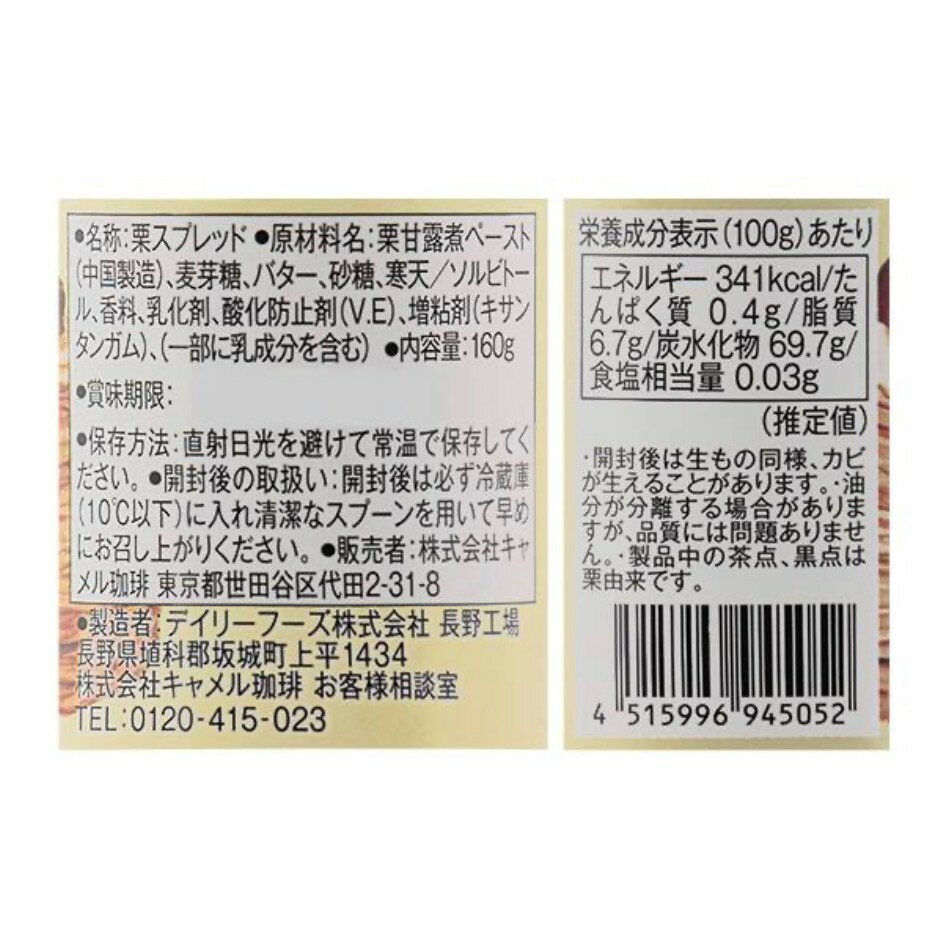 ●名称：栗スプレッド ●原材料名：栗甘露煮ペースト
(中国製造)、麦芽糖、バター、砂糖、寒天／ソルビトー
ル、香料、乳化剤、酸化防止剤(V.E)、増粘剤(キサン
タンガム)、(一部に乳成分を含む) ●内容量：160g
●賞味期限：
●保存方法：直射日光を避けて常温で保存してく
ださい。●開封後の取扱い：開封後は必ず冷蔵庫
(10℃以下)に入れ清潔なスプーンを用いて早め
にお召し上がりください。●販売者：株式会社キャ
メル珈琲 東京都世田谷区代田2-31-8
●製造者：デイリーフーズ株式会社 長野工場
長野県埴科郡坂城町上平1434
株式会社キャメル珈琲 お客様相談室
TEL：0120-415-023
栄養成分表示(100g)あたり
エネルギー 341kcal/た
んぱく質 0.4g/脂質
6.7g/炭水化物 69.7g/
食塩相当量 0.03g
(推定値)
・開封後は生もの同様、カビ
が生えることがあります。・油
分が分離する場合があります
すが、品質には問題ありませ
ん。・製品中の茶点、黒点は
栗由来です。
4 515996 945052